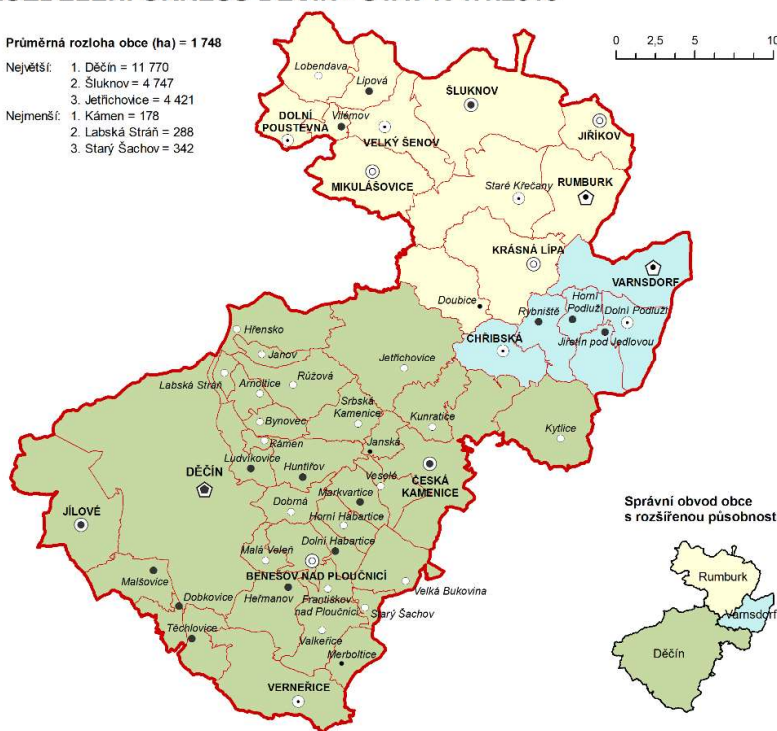 Průměrná rozloha obce (ha) = 1 748
Největší: 1. Děčín = 11 770
2. Šluknov = 4 747
3. Jetřichovice = 4 421
Nejmenší: 1. Kámen = 178
2. Labská Stráň = 288
3. Starý Šachov = 342
0 2,5 5 10
Lobendava
Lipová
ŠLUKNOV
DOLNÍ
POUSTEVNA
Vilémov
VELKÝ ŠENOV
JIŘÍKOV
MIKULÁŠOVICE
Staré Křečany
RUMBURK
KRÁSNÁ LÍPA
VARNSDORF
Doubice
Rybniště
Horní
Podluží
Dolní Podluží
CHŘIBSKÁ
Jiřetín pod Jedlovou
Hřensko
Janov
Jetřichovice
Labská Stráň
Arnoltice
Růžová
Srbská
Kamenice
Kunratice
Kytlice
Bynovec
Kámen
Janská
Ludvíkovice
Huntířov
Veselé
ČESKÁ
KAMENICE
DĚČÍN
Markvartice
Dobrná
Horní Habartice
JÍLOVÉ
Dolní Habartice
Malá Veleň
BENEŠOV NAD PLOUČNICÍ
Malšovice
Heřmanov
Františkov
nad Ploučnicí
Velká Bukovina
Dobkovice
Starý Šachov
Těchlovice
Valkeřice
Merboltice
VERNEŘICE
Správní obvod obce
s rozšířenou působnost
Rumburk
Varnsdorf
Děčín